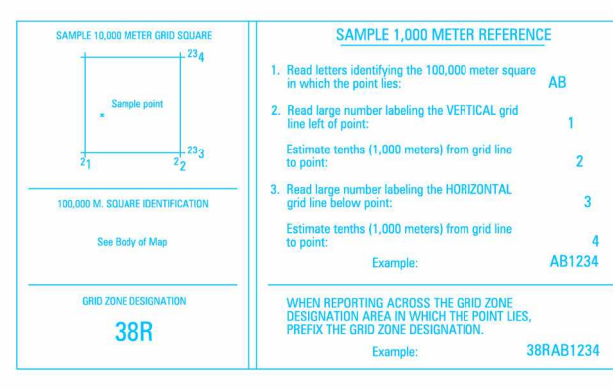 SAMPLE 10,000 METER GRID SQUARE
234
Sample point
233
21
22
100,000 M. SQUARE IDENTIFICATION
See Body of Map
GRID ZONE DESIGNATION
38R
SAMPLE 1,000 METER REFERENCE
1. Read letters identifying the 100,000 meter square
in which the point lies: AB
2. Read large number labeling the VERTICAL grid
line left of point: 1
Estimate tenths (1,000 meters) from grid line
to point: 2
3. Read large number labeling the HORIZONTAL
grid line below point: 3
Estimate tenths (1,000 meters) from grid line
to point: 4
Example: AB1234
WHEN REPORTING ACROSS THE GRID ZONE
DESIGNATION AREA IN WHICH THE POINT LIES,
PREFIX THE GRID ZONE DESIGNATION.
Example: 38RAB1234